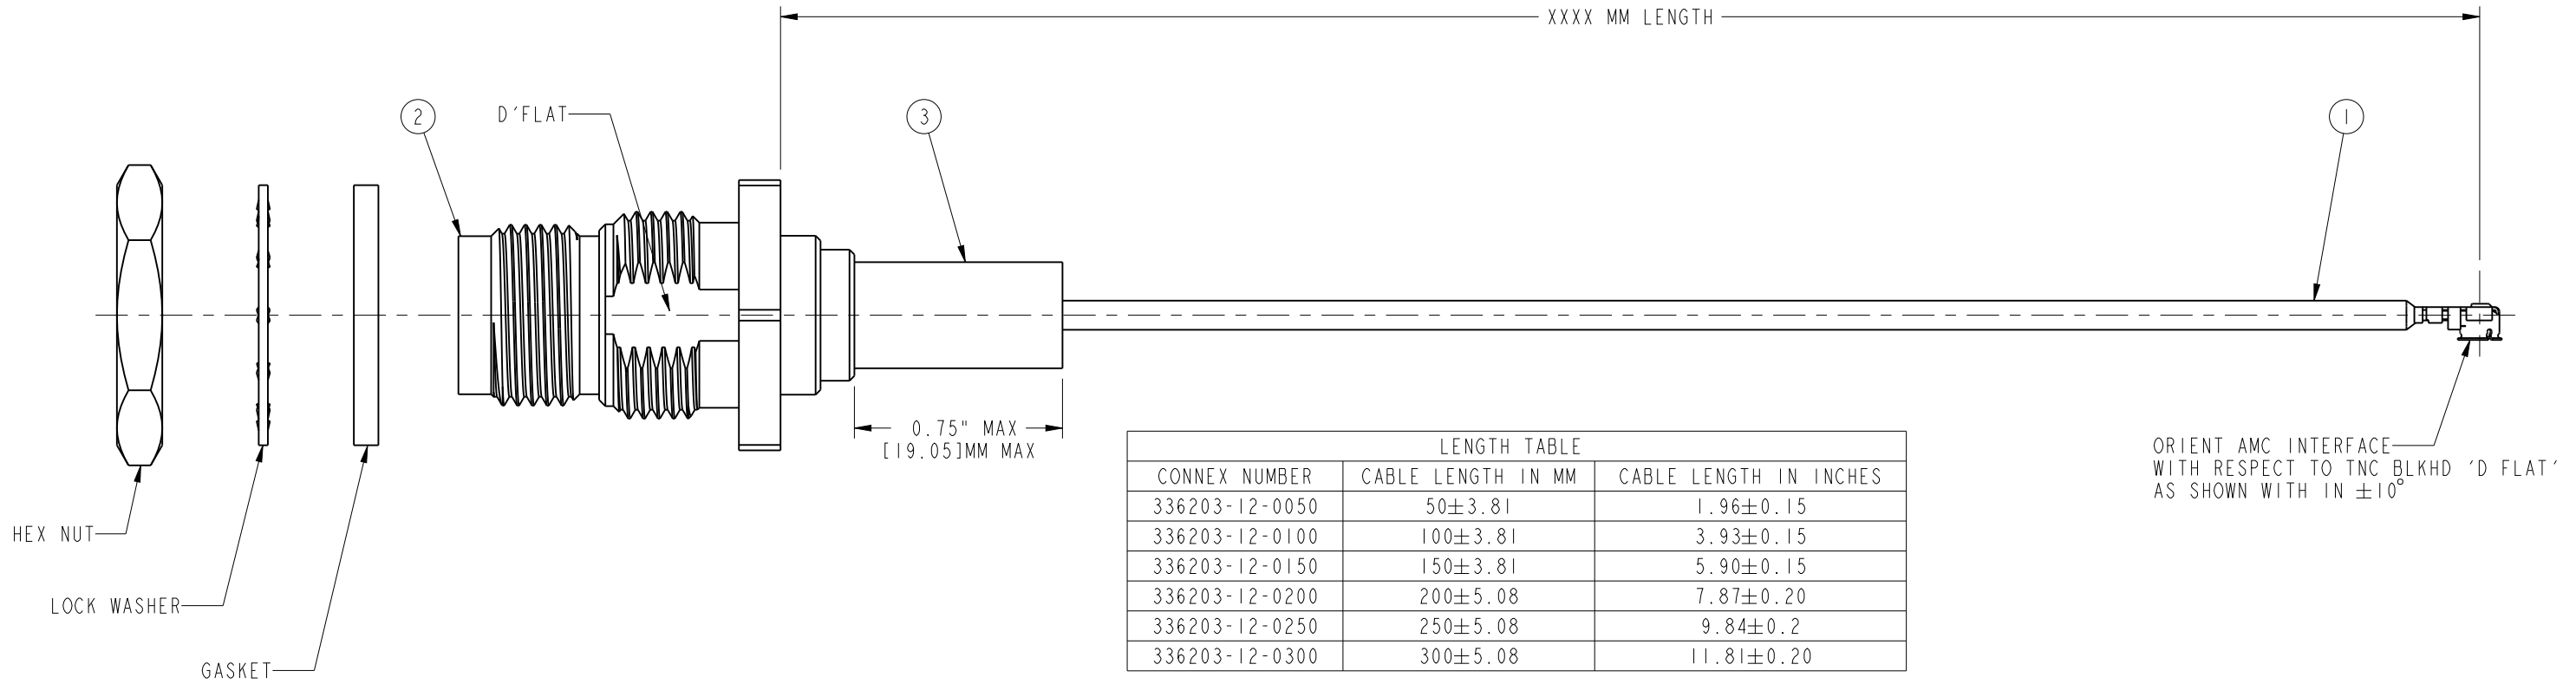 XXXX MM LENGTH
2
D'FLAT
3
1
0.75" MAX
[19.05]MM MAX
HEX NUT
LOCK WASHER
GASKET
LENGTH TABLE
CONNEX NUMBER CABLE LENGTH IN MM CABLE LENGTH IN INCHES
336203-12-0050 50±3.81 1.96±0.15
336203-12-0100 100±3.81 3.93±0.15
336203-12-0150 150±3.81 5.90±0.15
336203-12-0200 200±5.08 7.87±0.20
336203-12-0250 250±5.08 9.84±0.2
336203-12-0300 300±5.08 11.81±0.20
ORIENT AMC INTERFACE
WITH RESPECT TO TNC BLKHD 'D FLAT'
AS SHOWN WITH IN ±10°